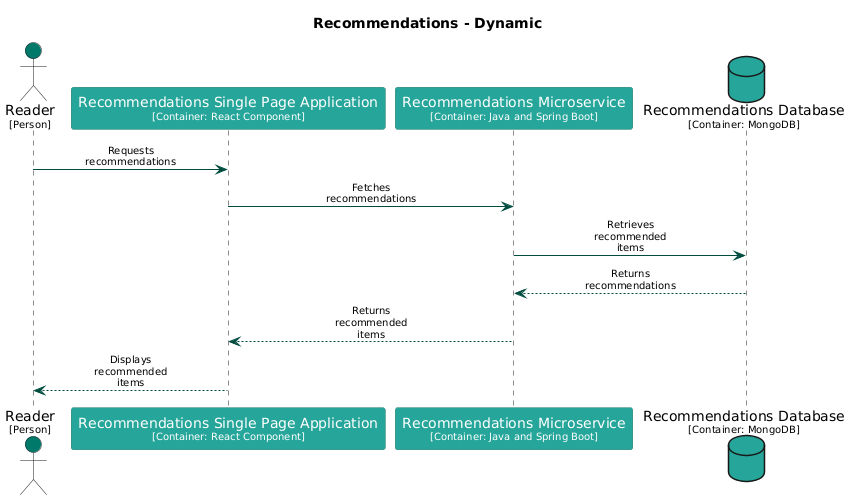 Recommendations - Dynamic
Reader
[Person]
Recommendations Single Page Application
[Container: React Component]
Recommendations Microservice
[Container: Java and Spring Boot]
Recommendations Database
[Container: MongoDB]
Requests
recommendations
Fetches
recommendations
Retrieves
recommended
items
Returns
recommendations
Returns
recommended
items
Displays
recommended
items
Reader
[Person]
Recommendations Single Page Application
[Container: React Component]
Recommendations Microservice
[Container: Java and Spring Boot]
Recommendations Database
[Container: MongoDB]